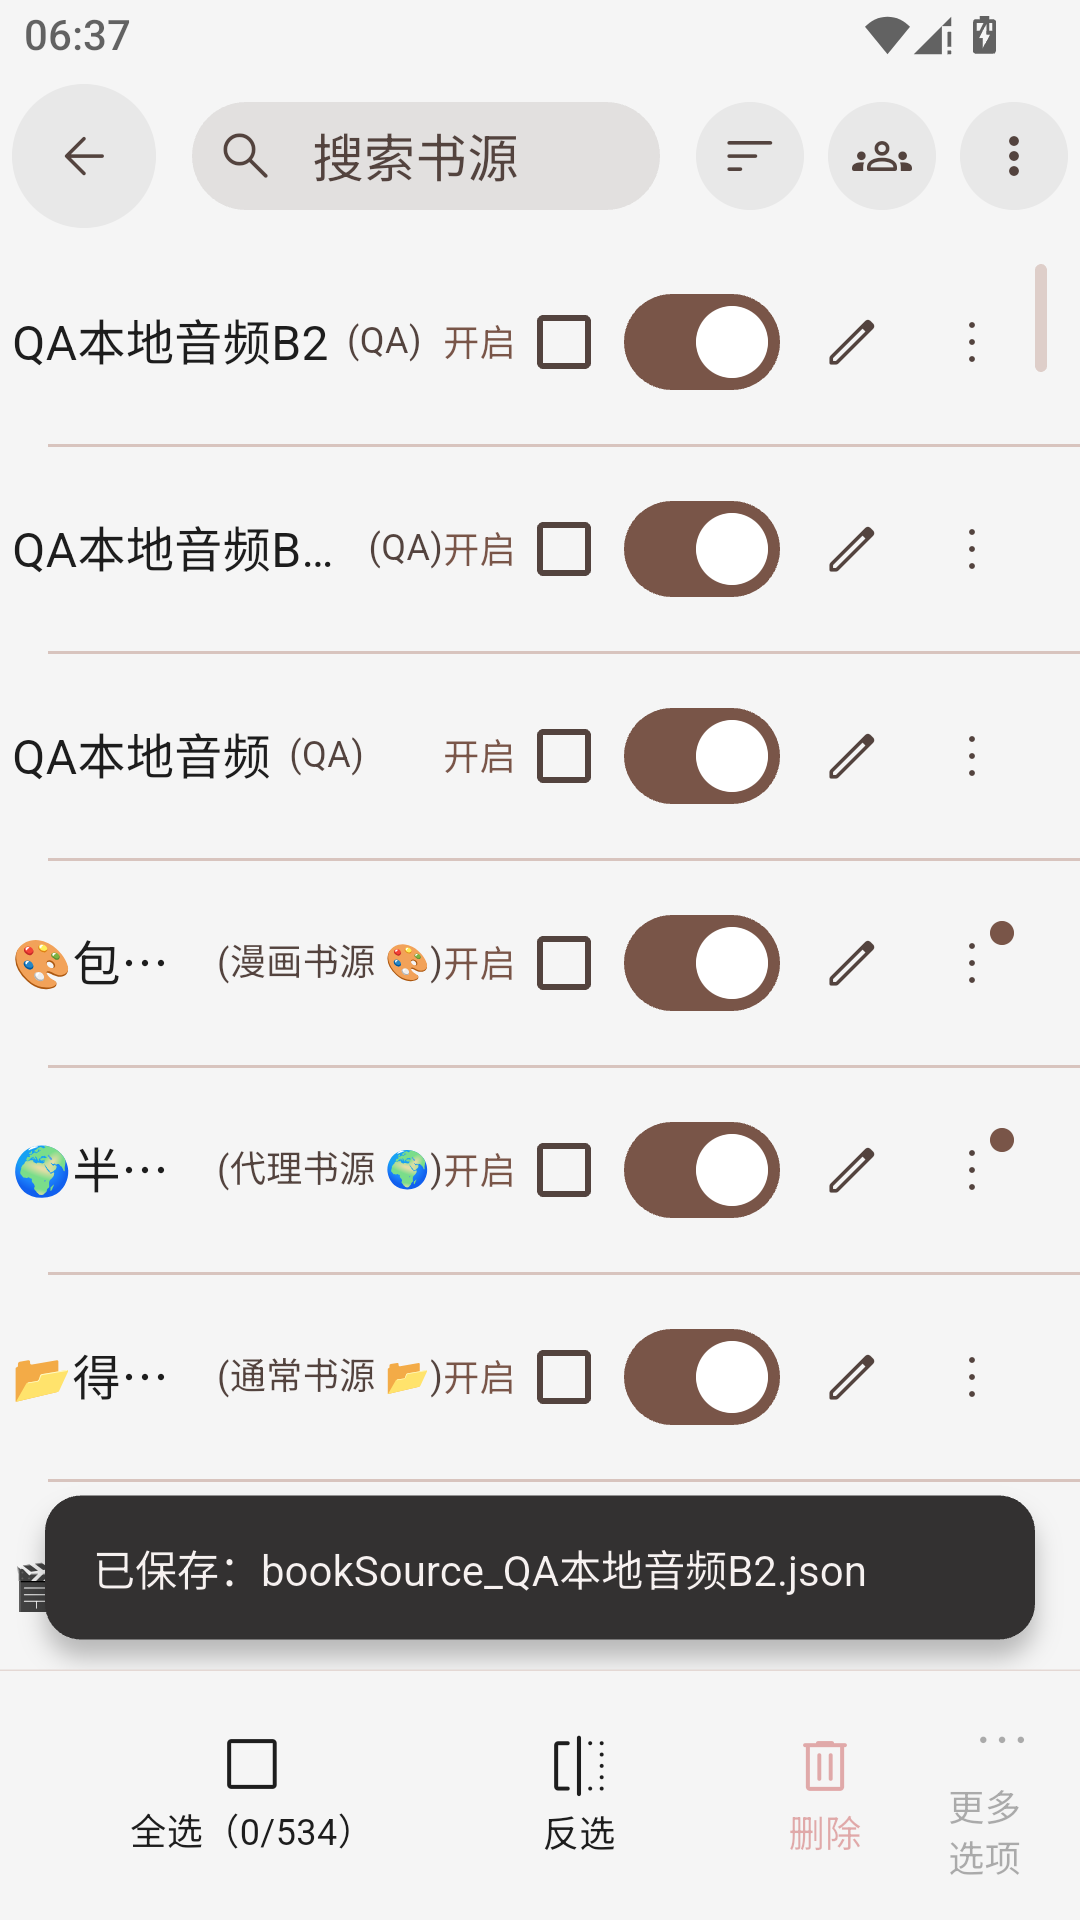 06:37
搜索书源
QA本地音频B2 (QA) 开启
QA本地音频B... (QA)开启
QA本地音频 (QA) 开启
🎨包… (漫画书源 🎨)开启
🌍半… (代理书源 🌍)开启
📂得… (通常书源 📂)开启
已保存：bookSource_QA本地音频B2.json
全选（0/534） 反选 删除 更多
选项